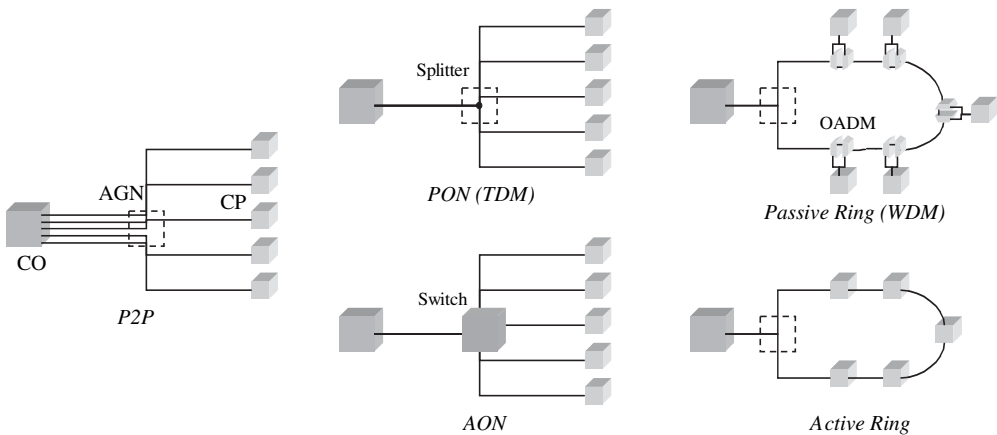 AGN
CP
CO
P2P
Splitter
PON (TDM)
Switch
AON
OADM
Passive Ring (WDM)
Active Ring